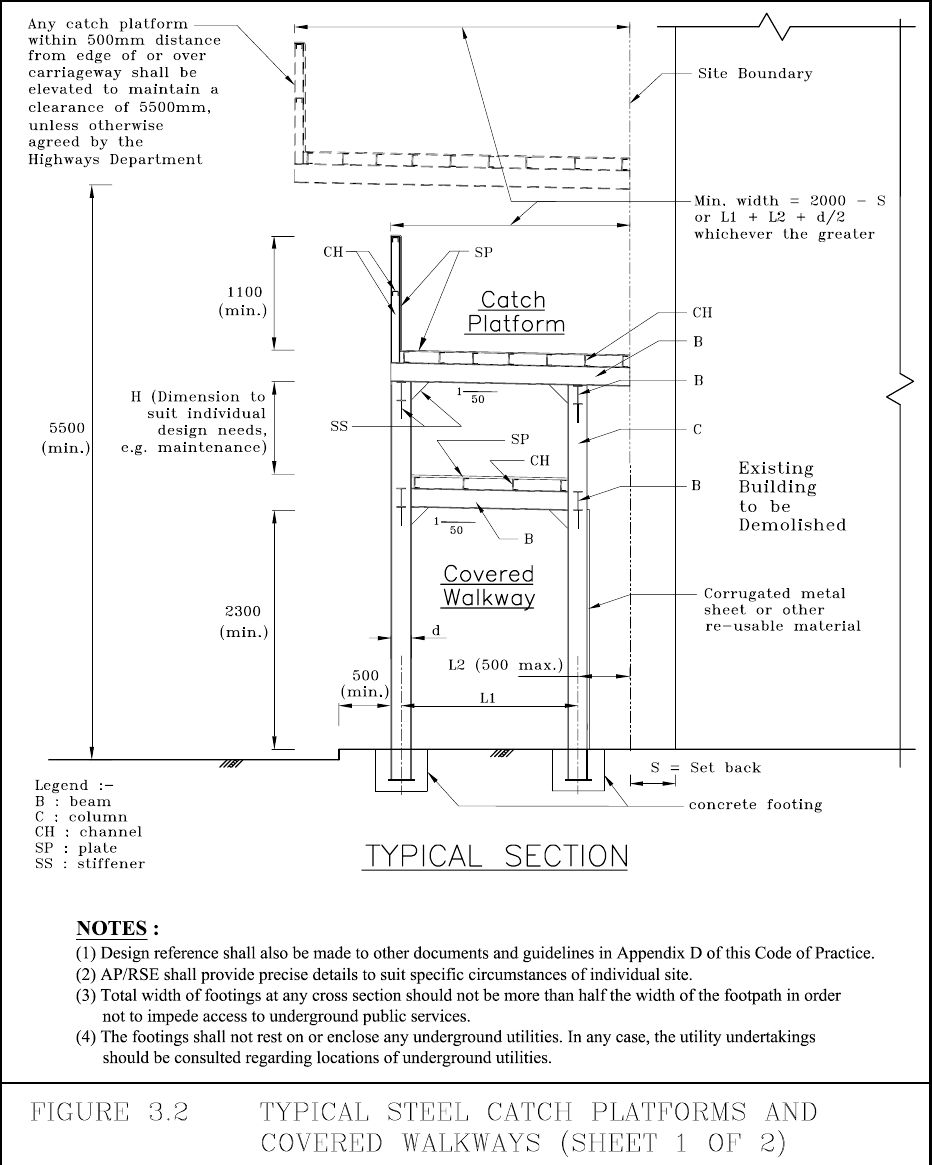 Any catch platform
within 500mm distance
from edge of or over
carriageway shall be
elevated to maintain a
clearance of 5500mm,
unless otherwise
agreed by the
Highways Department
Site Boundary
Min. width = 2000 - S
or L1 + L2 + d/2
whichever the greater
CH
SP
1100
(min.)
Catch
Platform
CH
B
B
H (Dimension to
suit individual
design needs,
e.g. maintenance)
1
50
5500
(min.)
SS
C
SP
CH
B
Existing
Building
to be
Demolished
1
50
B
Covered
Walkway
Corrugated metal
sheet or other
re-usable material
2300
(min.)
d
L2 (500 max.)
500
(min.)
L1
S = Set back
concrete footing
Legend :-
B : beam
C : column
CH : channel
SP : plate
SS : stiffener
TYPICAL SECTION
NOTES :
(1) Design reference shall also be made to other documents and guidelines in Appendix D of this Code of Practice.
(2) AP/RSE shall provide precise details to suit specific circumstances of individual site.
(3) Total width of footings at any cross section should not be more than half the width of the footpath in order
not to impede access to underground public services.
(4) The footings shall not rest on or enclose any underground utilities. In any case, the utility undertakings
should be consulted regarding locations of underground utilities.
FIGURE 3.2 TYPICAL STEEL CATCH PLATFORMS AND
COVERED WALKWAYS (SHEET 1 OF 2)